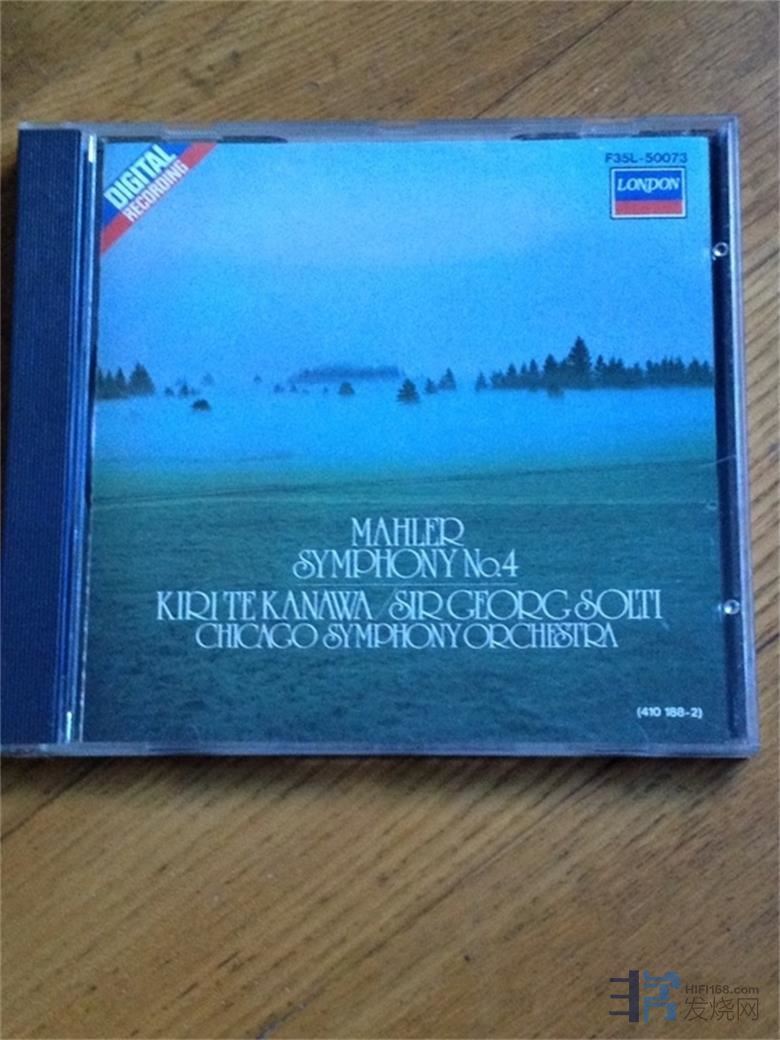 DIGITAL
RECORDING
F35L-50073
LONDON
MAHLER
SYMPHONY No.4
KIRI TE KANAWA/SIR GEORG SOLTI
CHICAGO SYMPHONY ORCHESTRA
(410 188-2)
HIFI168.com
发烧网